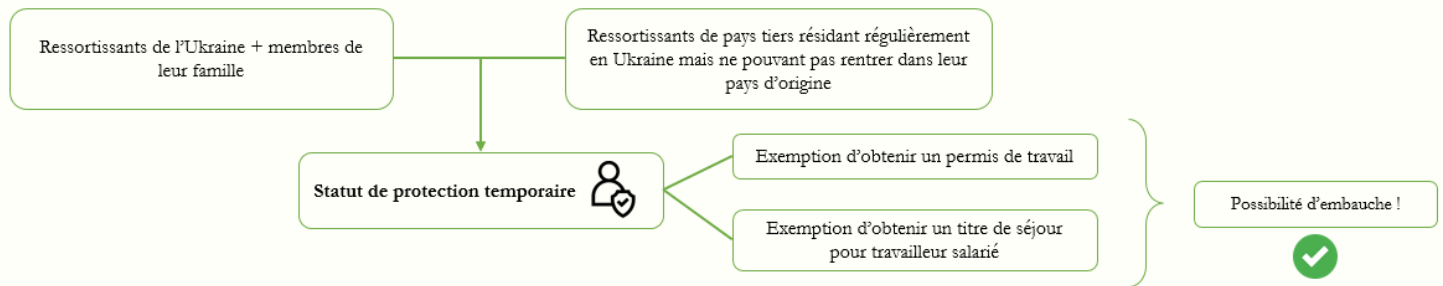 Ressortissants de l’Ukraine + membres de
leur famille
Ressortissants de pays tiers résidant régulièrement
en Ukraine mais ne pouvant pas rentrer dans leur
pays d’origine
Statut de protection temporaire
Exemption d’obtenir un permis de travail
Exemption d’obtenir un titre de séjour
pour travailleur salarié
Possibilité d’embauche !